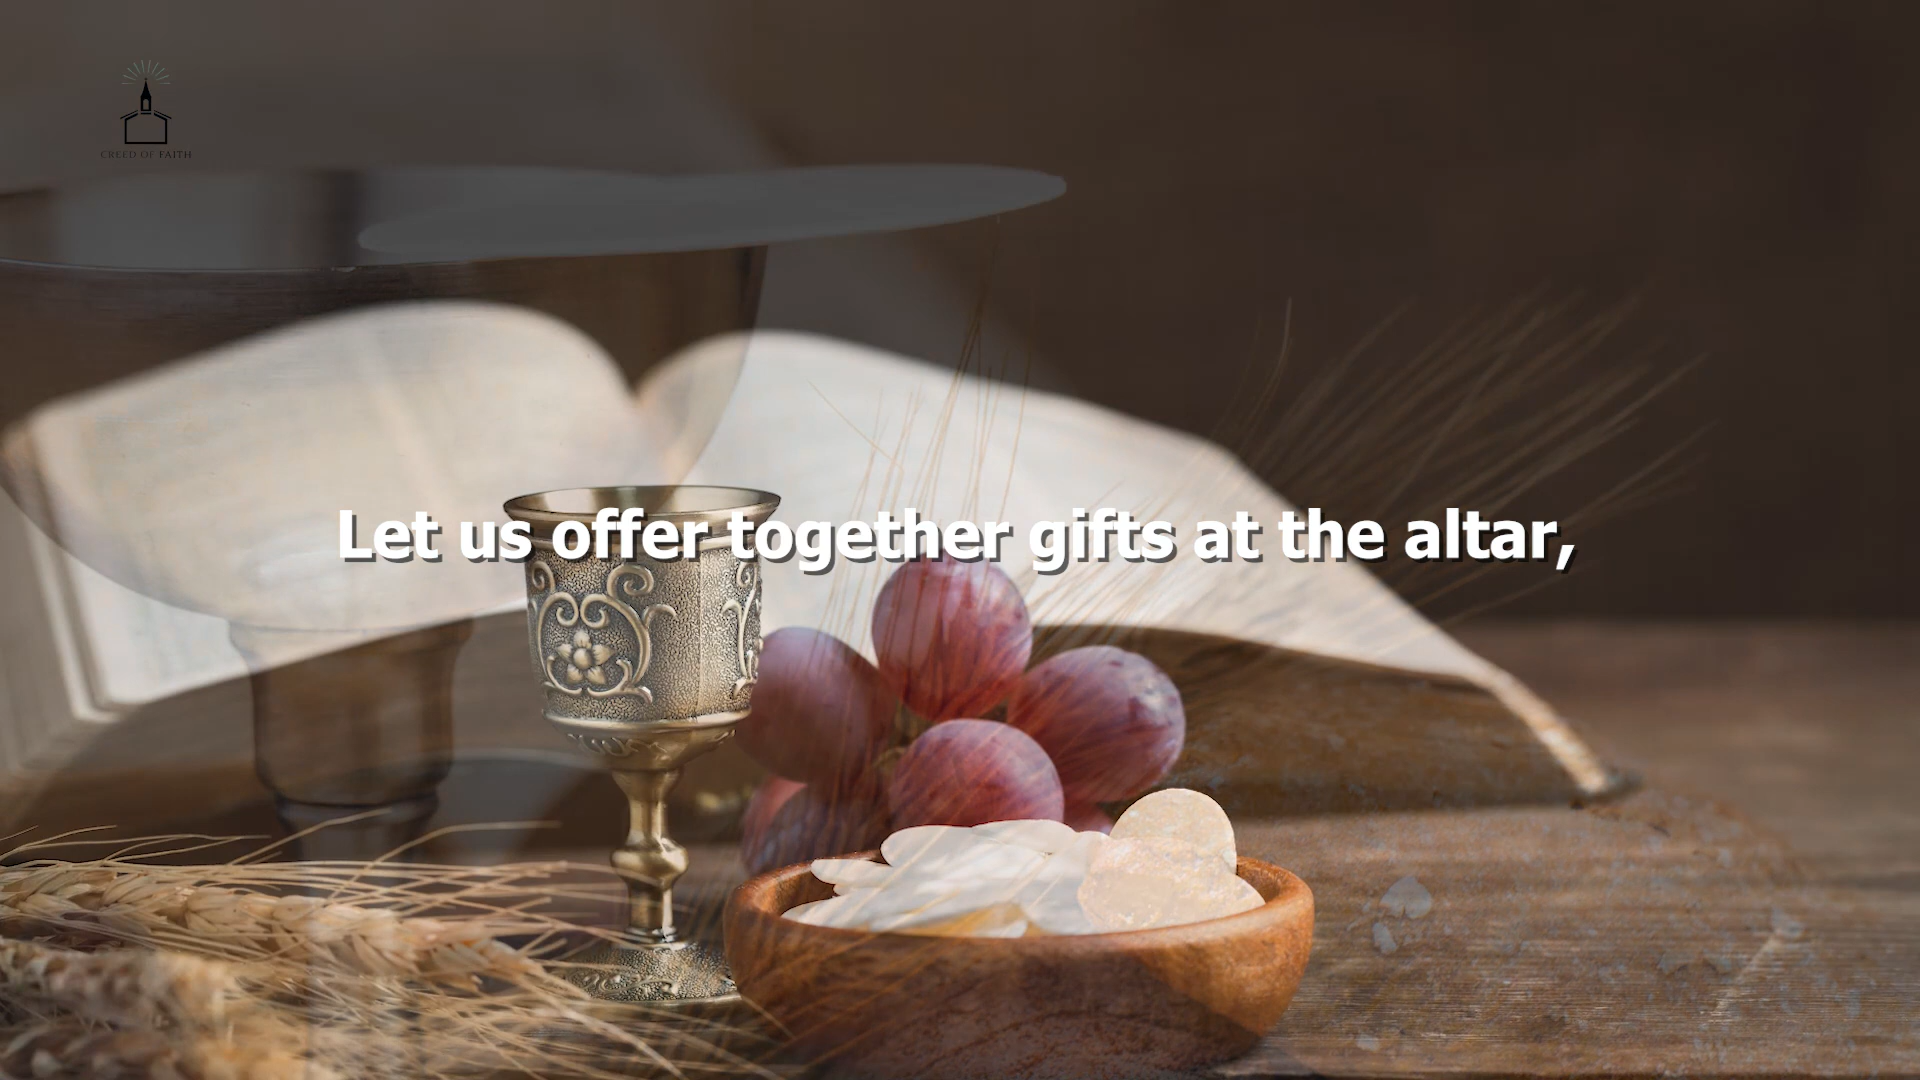 CREED OF FAITH
Let us offer together gifts at the altar,